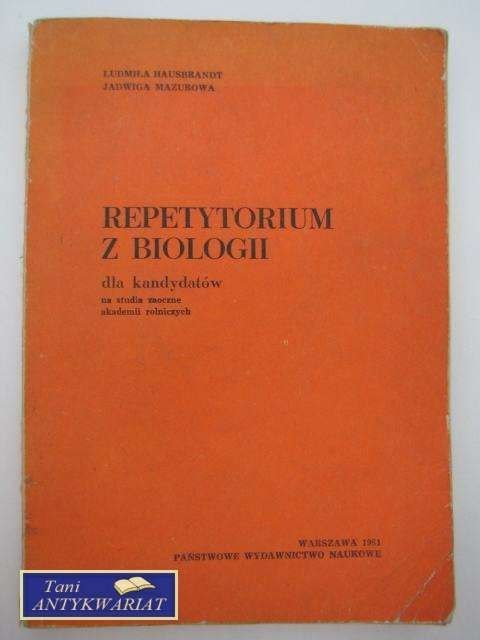 LUDMIŁA HAUSBRANDT
JADWIGA MAZUROWA
REPETYTORIUM
Z BIOLOGII
dla kandydatów
na studia zaoczne
akademii rolniczych
WARSZAWA 1981
PAŃSTWOWE WYDAWNICTWO NAUKOWE
Tani
ANTYKWARIAT